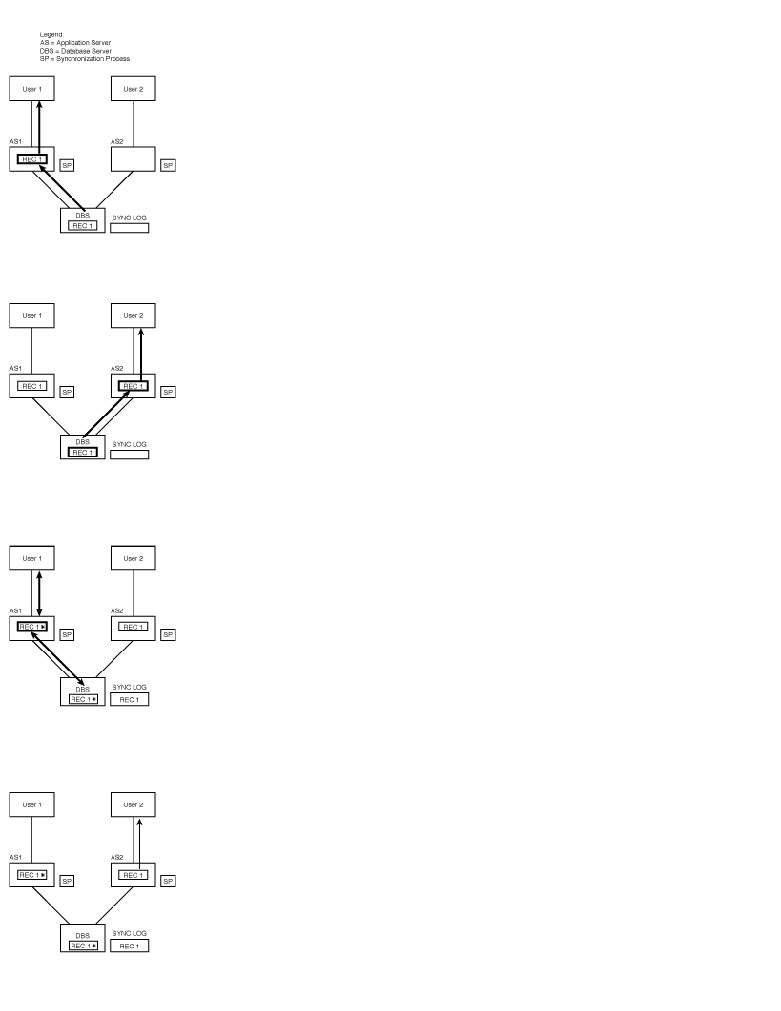 Legend:
AS = Application Server
DBS = Database Server
SP = Synchronization Process
User 1
User 2
AS1
AS2
REC 1
SP
SP
DBS
REC 1
SYNC LOG
User 1
User 2
AS1
AS2
REC 1
SP
REC 1
SP
DBS
REC 1
SYNC LOG
User 1
User 2
AS1
AS2
REC 1*
SP
REC 1
SP
DBS
REC 1*
SYNC LOG
REC 1
User 1
User 2
AS1
AS2
REC 1*
SP
REC 1
SP
DBS
REC 1*
SYNC LOG
REC 1